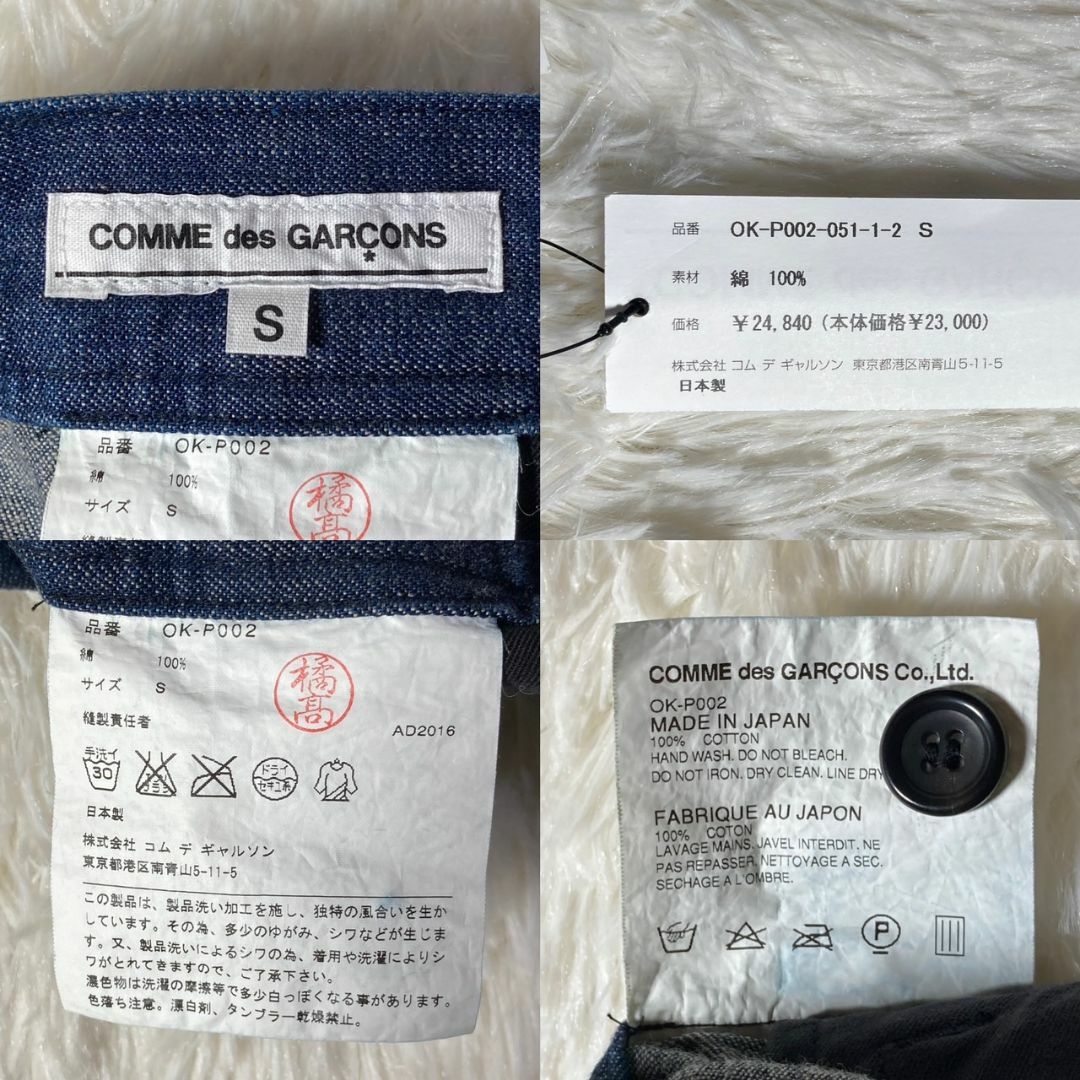 COMME des GARÇONS
*
S
品番 OK-P002
綿 100%
サイズ S
橘高
品番 OK-P002-051-1-2 S
素材 綿 100%
価格 ¥24,840(本体価格¥23,000)
株式会社 コム デ ギャルソン 東京都港区南青山5-11-5
日本製
品番 OK-P002
綿 100%
サイズ S
橘高
縫製責任者
AD2016
手洗イ 30 エンソサラシ ドライ セキユ系
日本製
株式会社 コム デ ギャルソン
東京都港区南青山5-11-5
この製品は、製品洗い加工を施し、独特の風合いを生か
しています。その為、多少のゆがみ、シワなどが生じま
す。又、製品洗いによるシワの為、着用や洗濯によりシ
ワがとれてきますので、ご了承下さい。
濃色物は洗濯の摩擦等で多少白っぽくなる事があります。
色落ち注意。漂白剤、タンブラー乾燥禁止。
COMME des GARÇONS Co.,Ltd.
OK-P002
MADE IN JAPAN
100% COTTON
HAND WASH. DO NOT BLEACH.
DO NOT IRON. DRY CLEAN. LINE DRY
FABRIQUE AU JAPON
100% COTON
LAVAGE MAINS. JAVEL INTERDIT. NE
PAS REPASSER. NETTOYAGE A SEC.
SECHAGE A L'OMBRE.
P